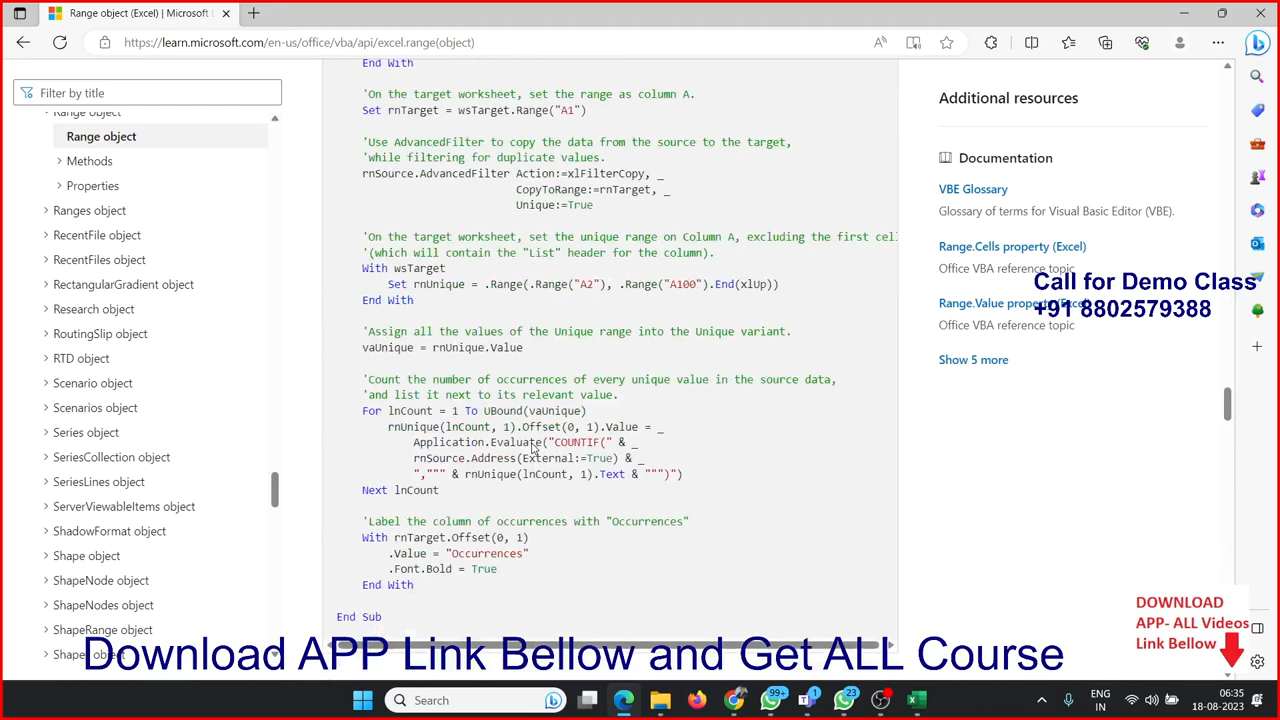 Range object (Excel) | Microsoft L
https://learn.microsoft.com/en-us/office/vba/api/excel.range(object)
Filter by title
Range object
Range object
Methods
Properties
Ranges object
RecentFile object
RecentFiles object
RectangularGradient object
Research object
RoutingSlip object
RTD object
Scenario object
Scenarios object
Series object
SeriesCollection object
SeriesLines object
ServerViewableItems object
ShadowFormat object
Shape object
ShapeNode object
ShapeNodes object
ShapeRange object
End With
'On the target worksheet, set the range as column A.
Set rnTarget = wsTarget.Range("A1")
'Use AdvancedFilter to copy the data from the source to the target,
'while filtering for duplicate values.
rnSource.AdvancedFilter Action:=xlFilterCopy, _
CopyToRange:=rnTarget, _
Unique:=True
'On the target worksheet, set the unique range on Column A, excluding the first cell
'(which will contain the "List" header for the column).
With wsTarget
Set rnUnique = .Range(.Range("A2"), .Range("A100").End(xlUp))
End With
'Assign all the values of the Unique range into the Unique variant.
vaUnique = rnUnique.Value
'Count the number of occurrences of every unique value in the source data,
'and list it next to its relevant value.
For lnCount = 1 To UBound(vaUnique)
rnUnique(lnCount, 1).Offset(0, 1).Value = _
Application.Evaluate("COUNTIF(" & _
rnSource.Address(External:=True) & _
",""" & rnUnique(lnCount, 1).Text & """)")
Next lnCount
'Label the column of occurrences with "Occurrences"
With rnTarget.Offset(0, 1)
.Value = "Occurrences"
.Font.Bold = True
End With
End Sub
Additional resources
Documentation
VBE Glossary
Glossary of terms for Visual Basic Editor (VBE).
Range.Cells property (Excel)
Office VBA reference topic
Range.Value property (Excel)
Office VBA reference topic
Show 5 more
Call for Demo Class
+91 8802579388
DOWNLOAD
APP- ALL Videos
Link Bellow
Download APP Link Bellow and Get ALL Course
Search
99+
1
23
ENG
IN
06:35
18-08-2023